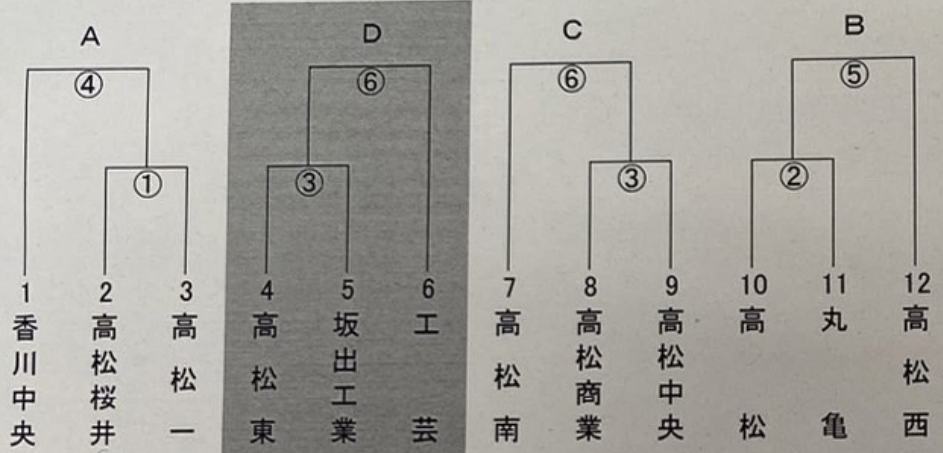 A D C B
④ ⑥ ⑥ ⑤
① ③ ③ ②
1 2 3 4 5 6 7 8 9 10 11 12
香川中央
高松桜井
高松一
高松東
坂出工業
工芸
高松南
高松商業
高松中央
高松
丸亀
高松西